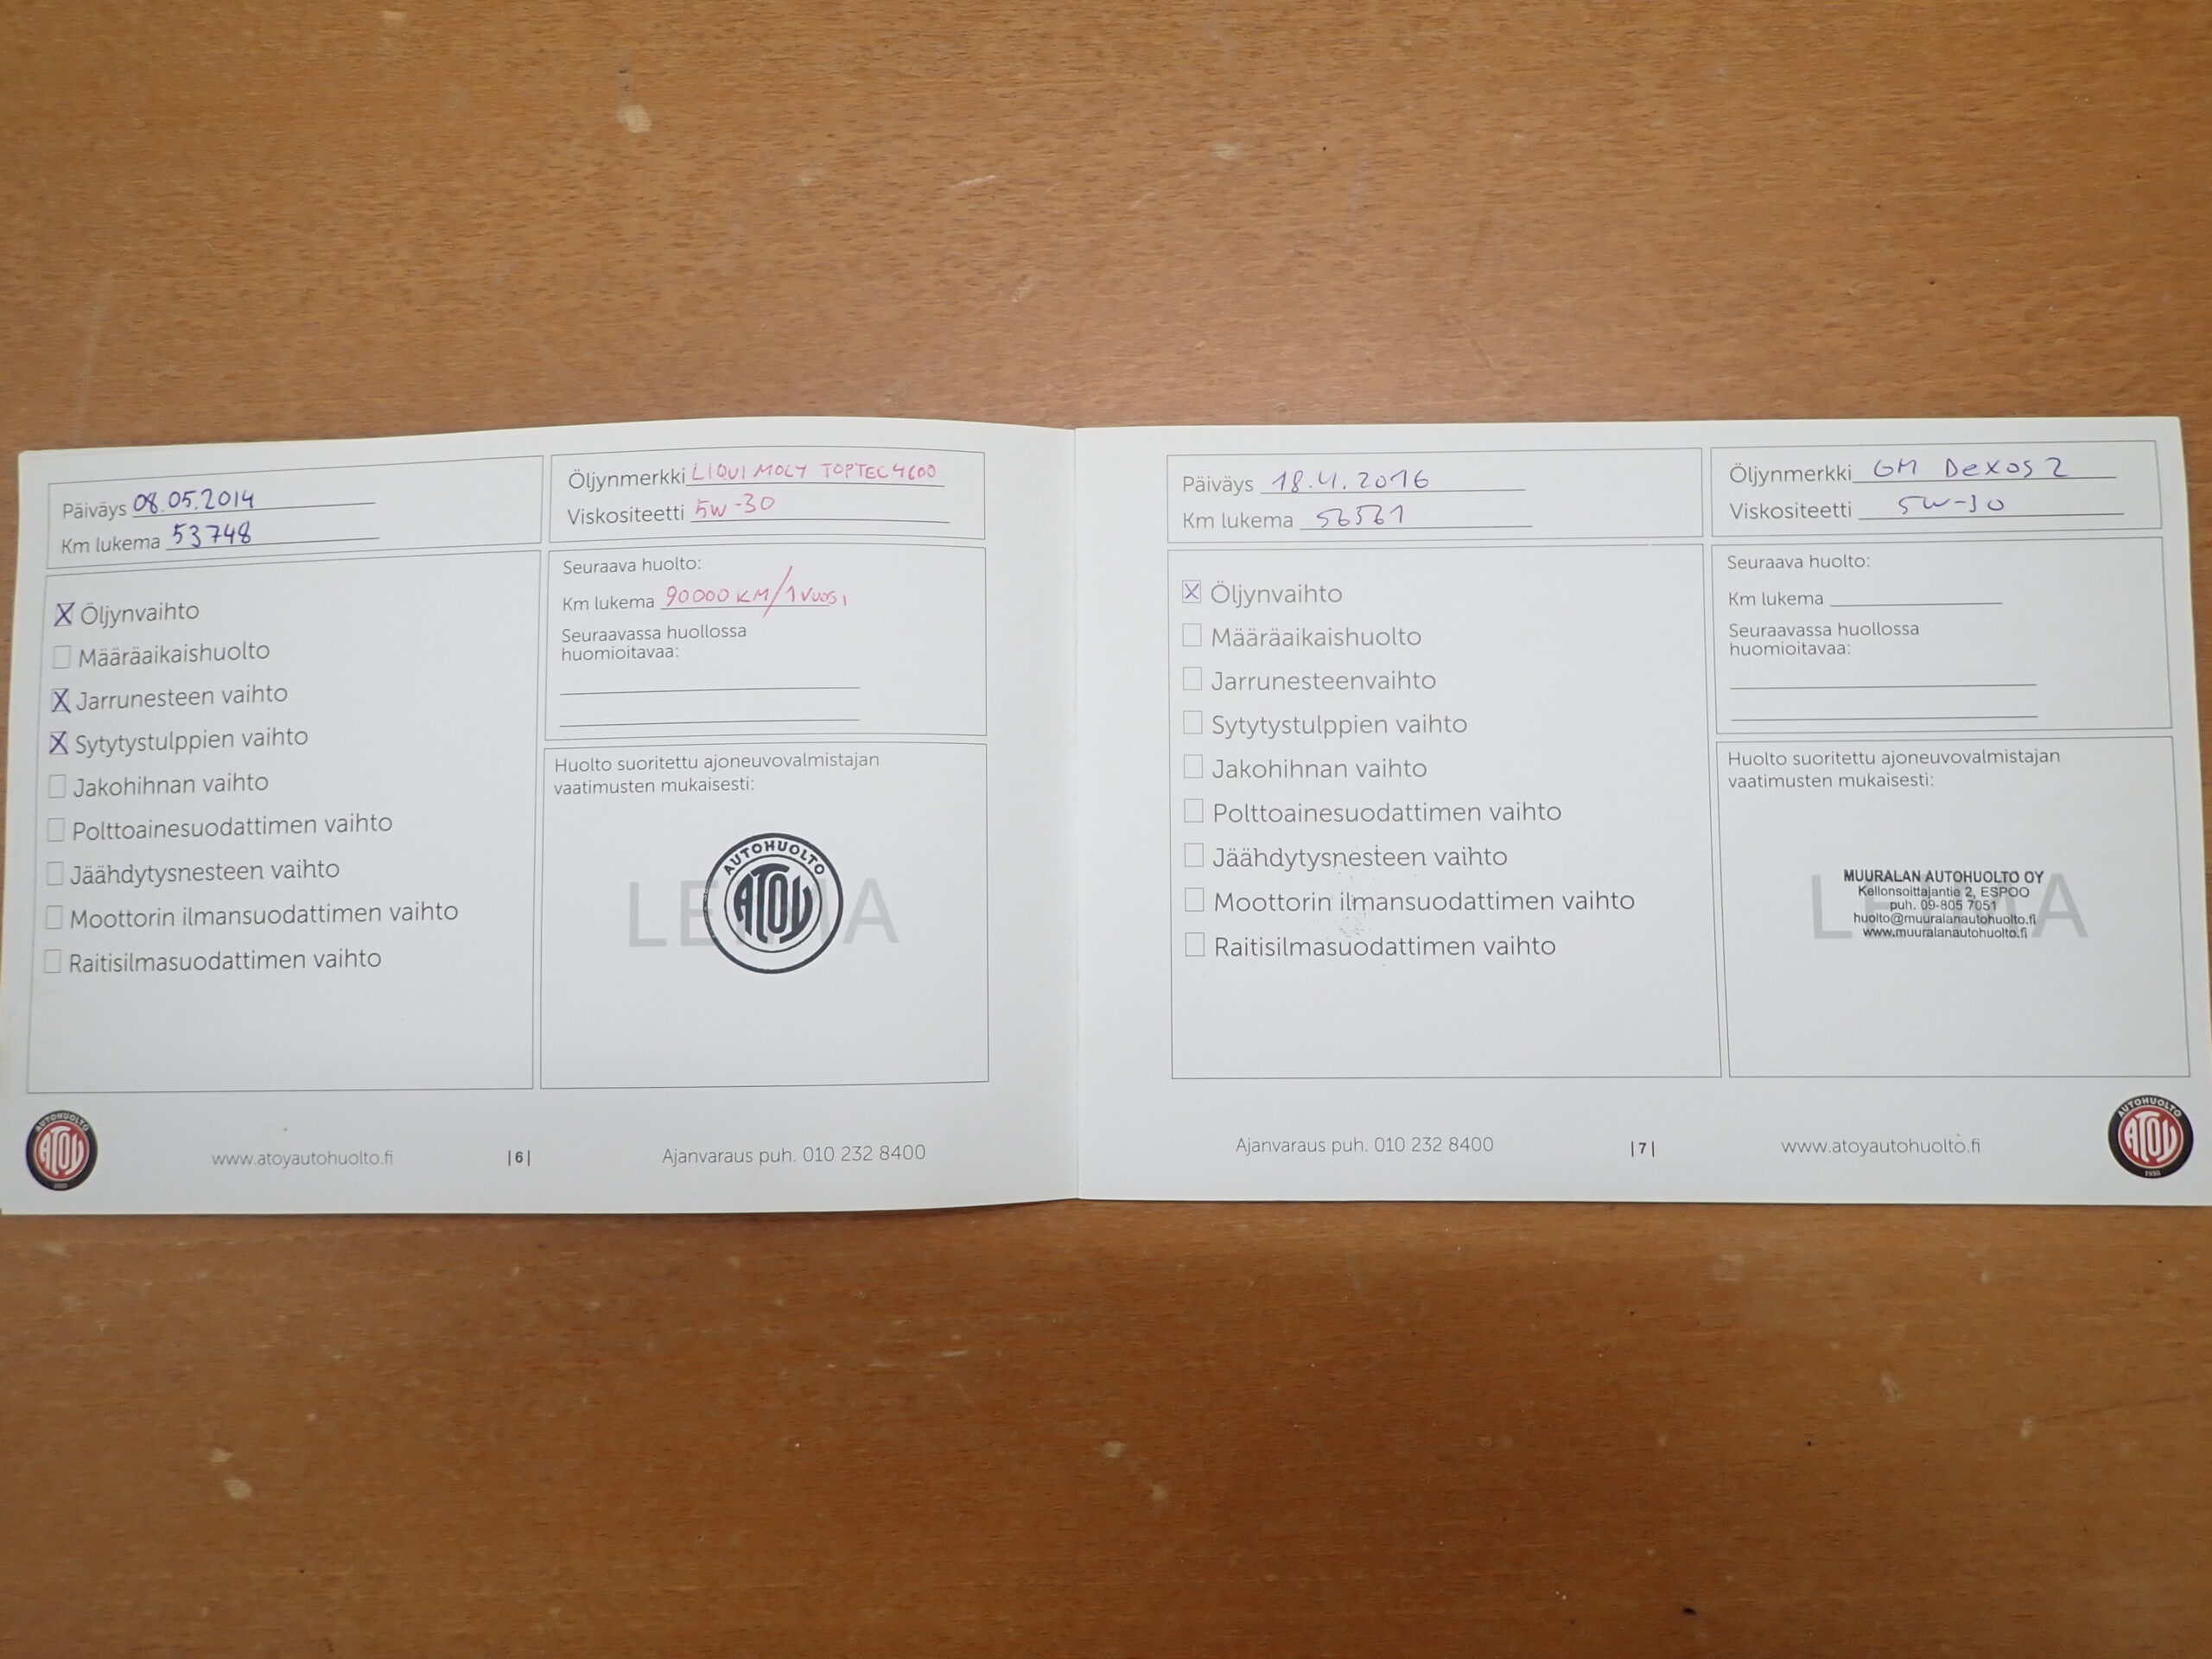 Päiväys 08.05.2014
Km lukema 53748
Öljynmerkki LIQUI MOLY TOPTEC 4600
Viskositeetti 5W-30
Öljynvaihto
Määräaikaishuolto
Jarrunesteen vaihto
Sytytystulppien vaihto
Jakohihnan vaihto
Polttoainesuodattimen vaihto
Jäähdytysnesteen vaihto
Moottorin ilmansuodattimen vaihto
Raitisilmasuodattimen vaihto
Seuraava huolto:
Km lukema 90000 KM/1 VUOSI
Seuraavassa huollossa
huomioitavaa:
Huolto suoritettu ajoneuvovalmistajan
vaatimusten mukaisesti:
LEIMA
AUTOHUOLTO
ATOY
AUTOHUOLTO
ATOY
www.atoyautohuolto.fi
|6|
Ajanvaraus puh. 010 232 8400
Päiväys 18.4.2016
Km lukema
Öljynmerkki GM Dexos 2
Viskositeetti 5W-30
Öljynvaihto
Määräaikaishuolto
Jarrunesteenvaihto
Sytytystulppien vaihto
Jakohihnan vaihto
Polttoainesuodattimen vaihto
Jäähdytysnesteen vaihto
Moottorin ilmansuodattimen vaihto
Raitisilmasuodattimen vaihto
Seuraava huolto:
Km lukema
Seuraavassa huollossa
huomioitavaa:
Huolto suoritettu ajoneuvovalmistajan
vaatimusten mukaisesti:
LEIMA
MUURALAN AUTOHUOLTO OY
Kellonsoittajantie 2, ESPOO
puh. 09-805 7051
huolto@muuralanautohuolto.fi
www.muuralanautohuolto.fi
Ajanvaraus puh. 010 232 8400
|7|
www.atoyautohuolto.fi
AUTOHUOLTO
ATOY